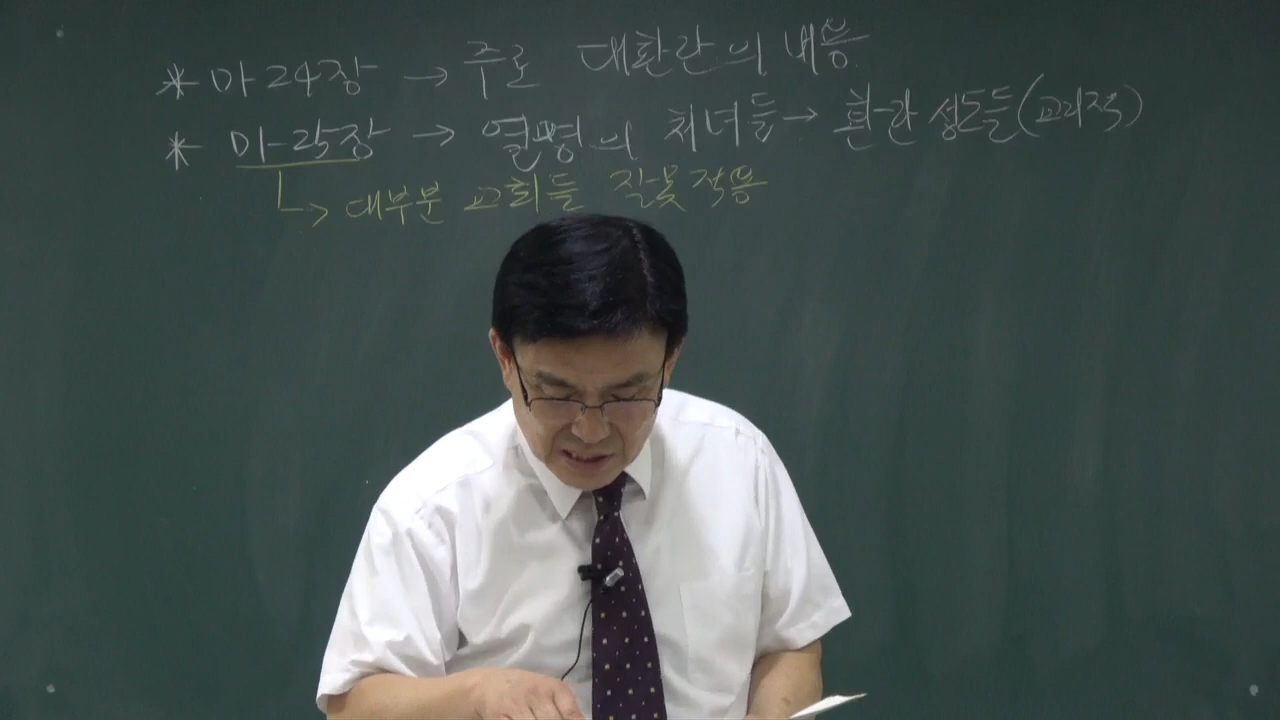 * 마 24장 → 주로 대환란의 내용
* 마-25장 → 열명의 처녀들 → 환란 성도들(교리적)
↳ 대부분 교회들 잘못 적용